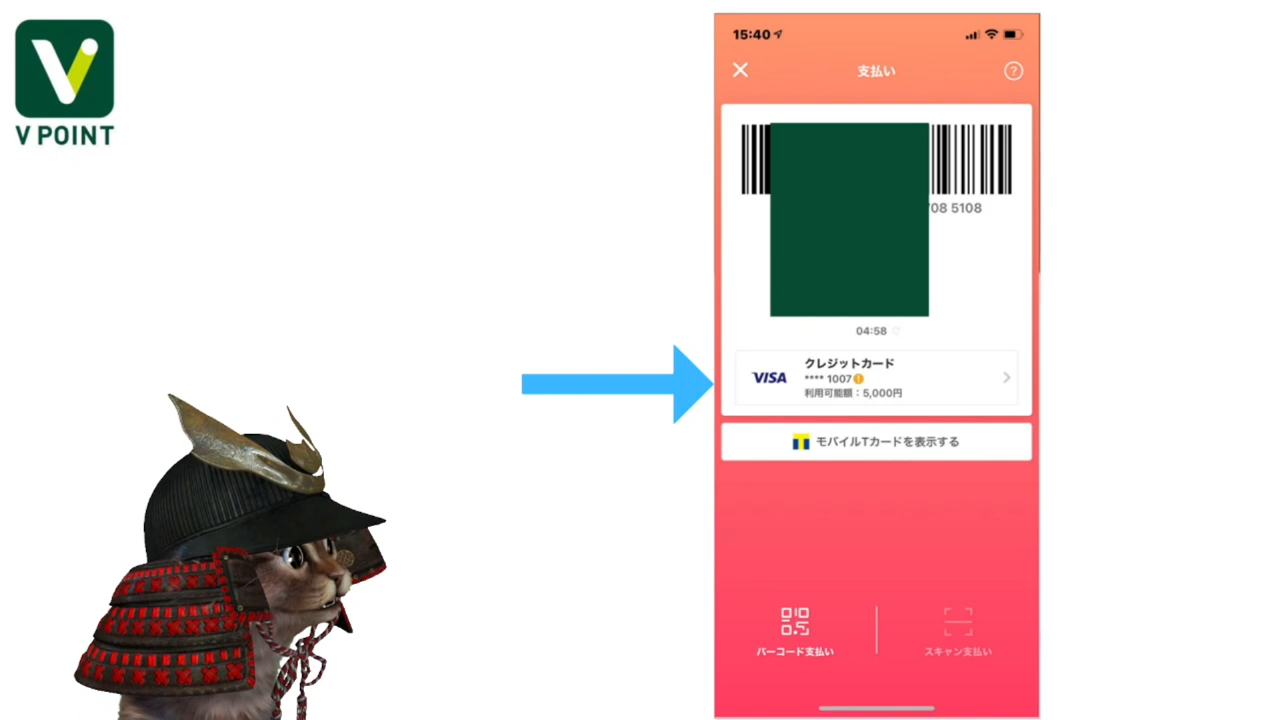 V POINT
15:40
支払い
?
08 5108
04:58
VISA
クレジットカード
**** 1007
利用可能額：5,000円
モバイルTカードを表示する
バーコード支払い
スキャン支払い